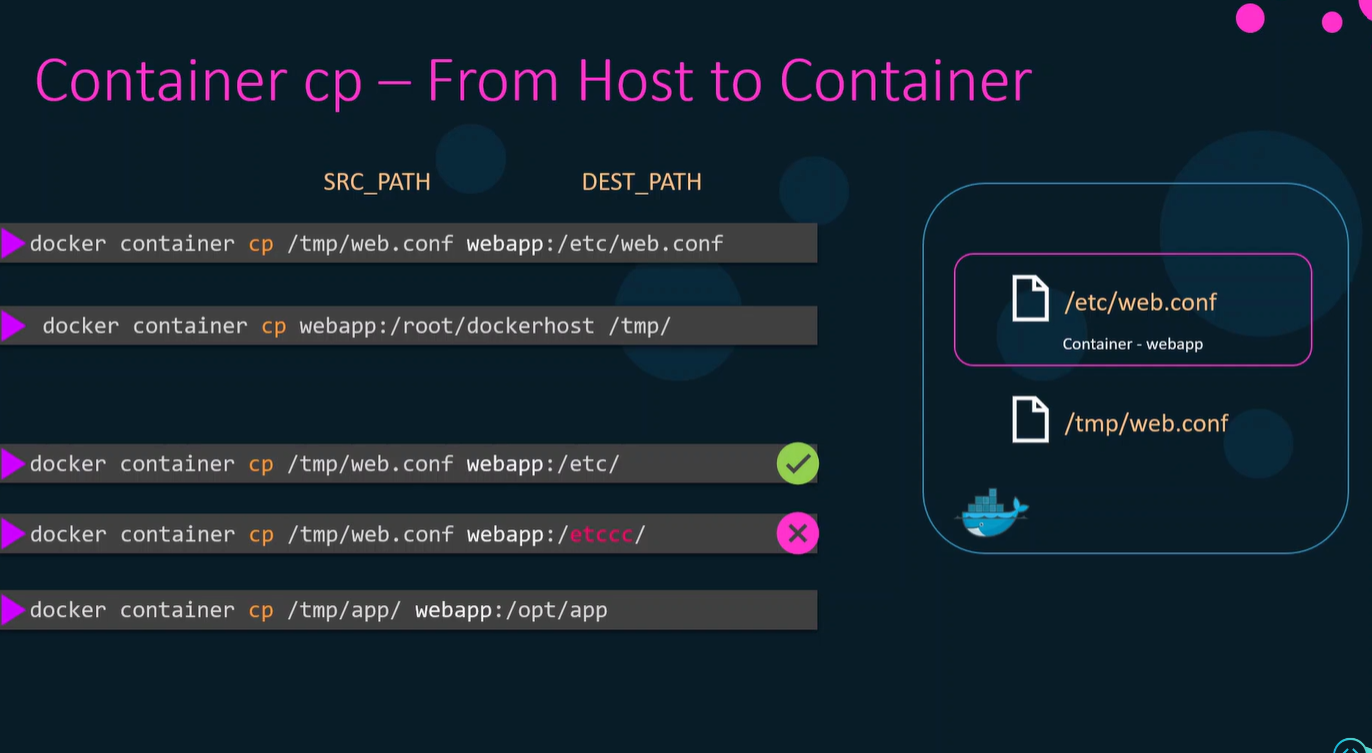 Container cp – From Host to Container
SRC_PATH DEST_PATH
docker container cp /tmp/web.conf webapp:/etc/web.conf
docker container cp webapp:/root/dockerhost /tmp/
docker container cp /tmp/web.conf webapp:/etc/
docker container cp /tmp/web.conf webapp:/etccc/
docker container cp /tmp/app/ webapp:/opt/app
/etc/web.conf
Container - webapp
/tmp/web.conf